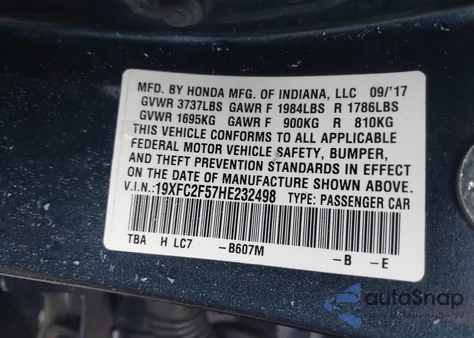 MFD. BY HONDA MFG. OF INDIANA, LLC 09/'17
GVWR 3737LBS GAWR F 1984LBS R 1786LBS
GVWR 1695KG GAWR F 900KG R 810KG
THIS VEHICLE CONFORMS TO ALL APPLICABLE
FEDERAL MOTOR VEHICLE SAFETY, BUMPER,
AND THEFT PREVENTION STANDARDS IN EFFECT
ON THE DATE OF MANUFACTURE SHOWN ABOVE.
V.I.N.:19XFC2F57HE232498 TYPE: PASSENGER CAR
TBA H LC7 -B607M -B -E
autoSnap